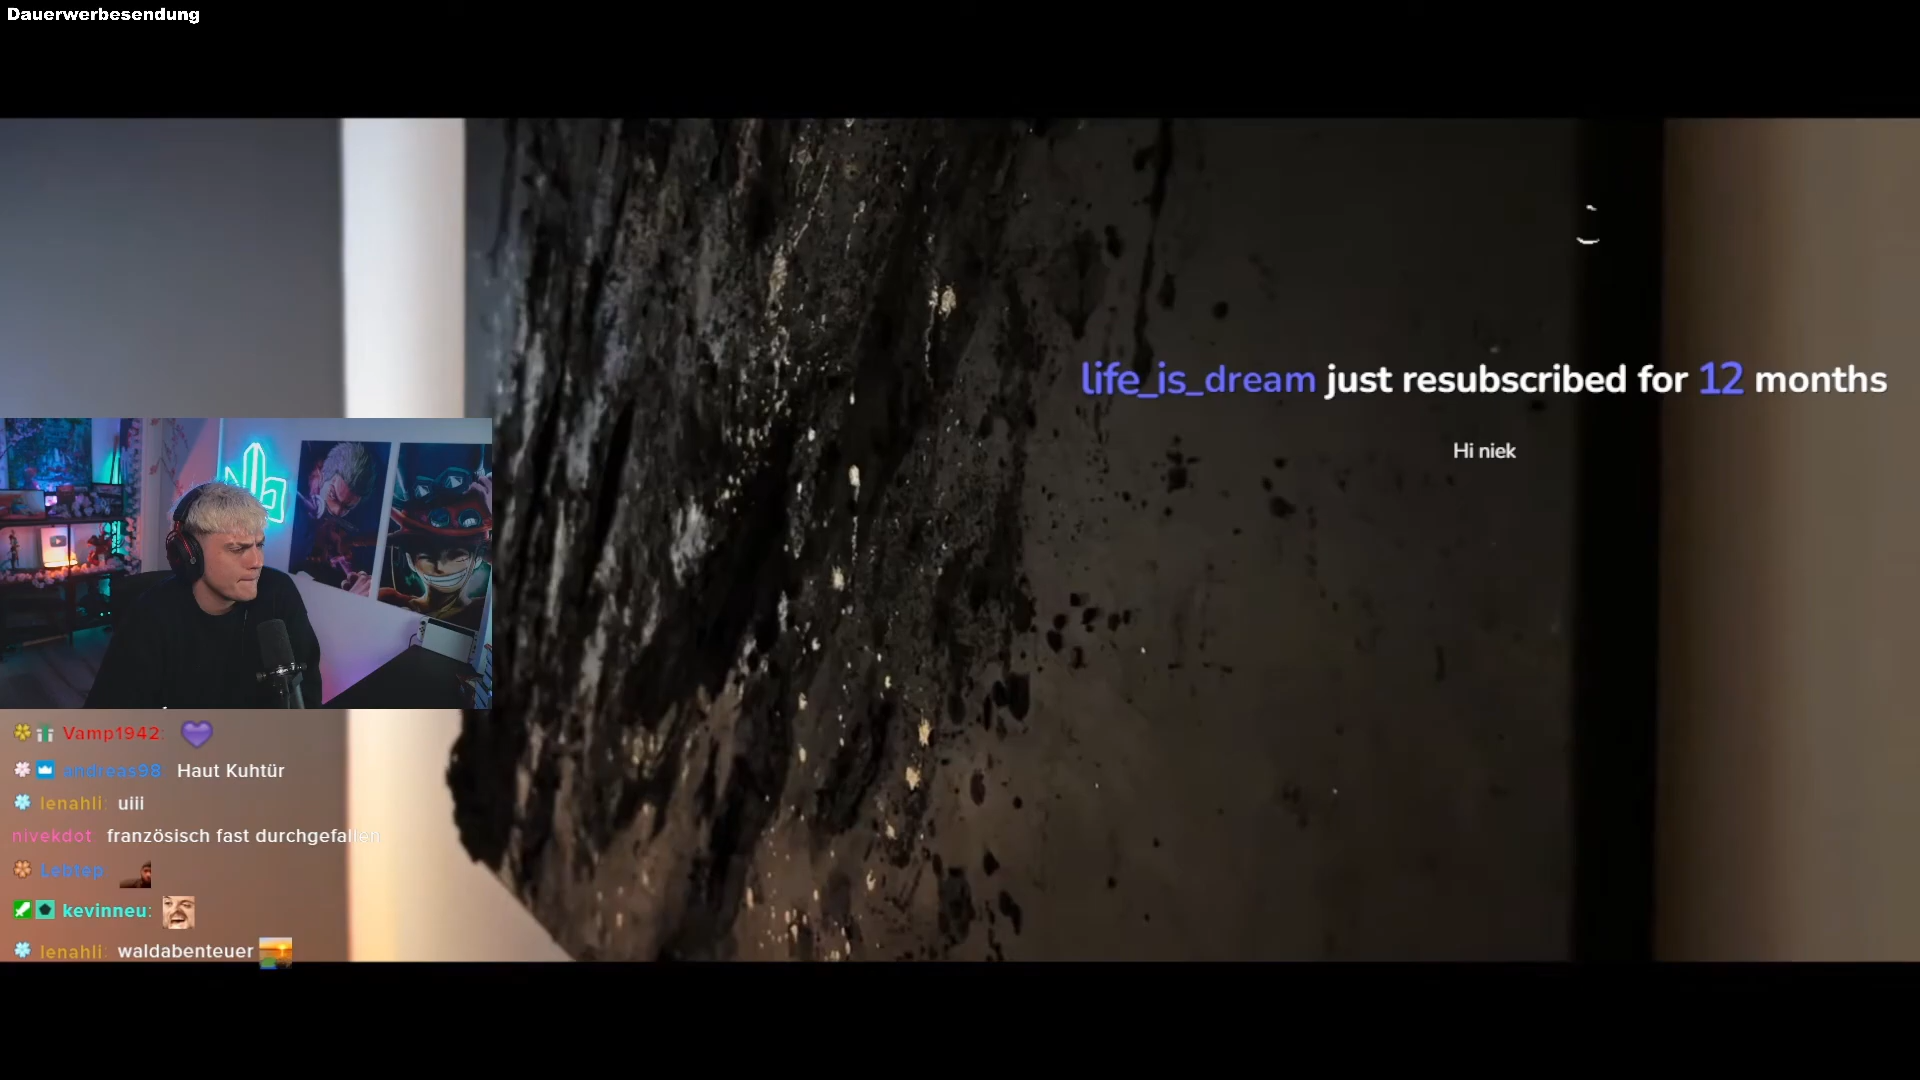 Dauerwerbesendung
life_is_dream just resubscribed for 12 months
Hi niek
Vamp1942:
andreas98 Haut Kuhtür
lenahli: uiii
nivekdot: französisch fast durchgefallen
Lebtep
kevinneu:
lenahli: waldabenteuer